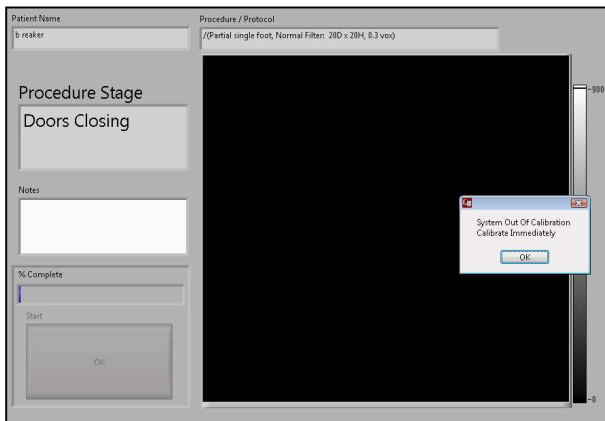 Patient Name
b reaker
Procedure / Protocol
/(Partial single foot, Normal Filter: 20D x 20H, 0.3 vox)
Procedure Stage
Doors Closing
Notes
% Complete
Start
OK
900
0
System Out Of Calibration
Calibrate Immediately
OK